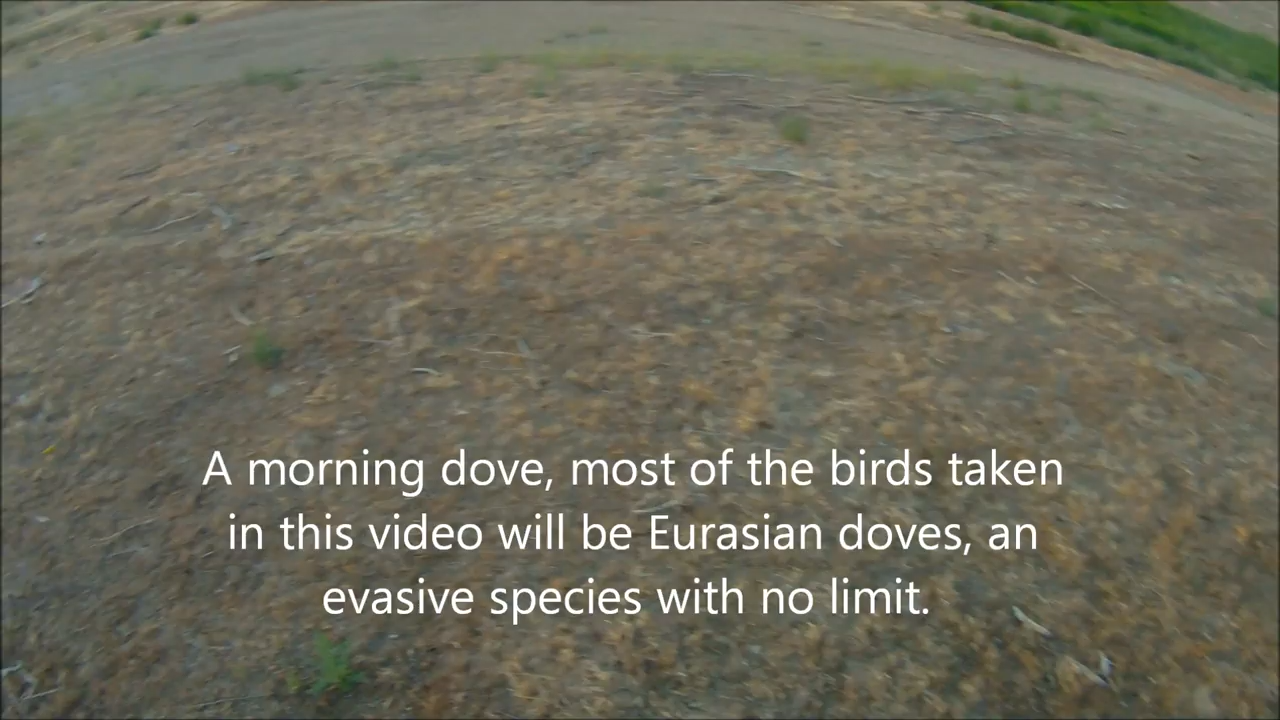 A morning dove, most of the birds taken
in this video will be Eurasian doves, an
evasive species with no limit.